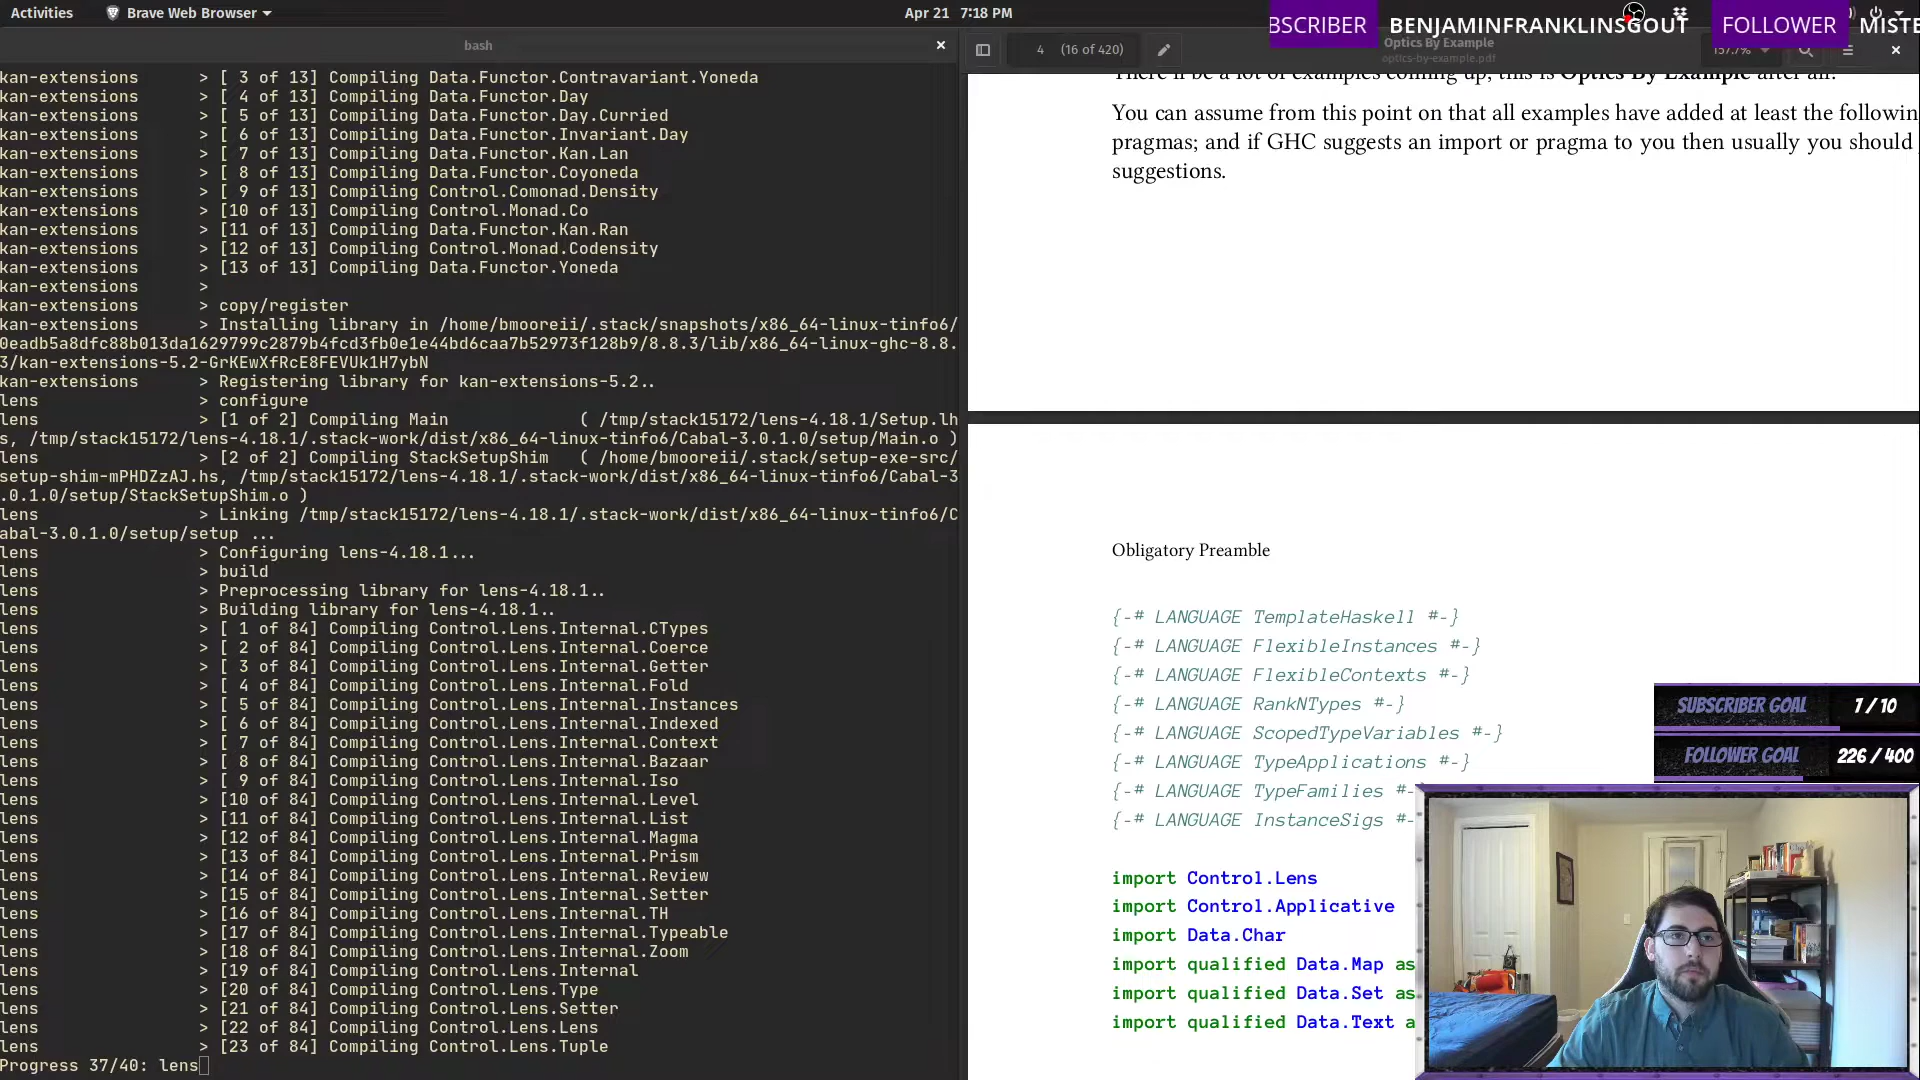 Activities
Brave Web Browser
Apr 21 7:18 PM
BSCRIBER BENJAMINFRANKLINSGOUT FOLLOWER MISTE
bash
kan-extensions > [ 3 of 13] Compiling Data.Functor.Contravariant.Yoneda
kan-extensions > [ 4 of 13] Compiling Data.Functor.Day
kan-extensions > [ 5 of 13] Compiling Data.Functor.Day.Curried
kan-extensions > [ 6 of 13] Compiling Data.Functor.Invariant.Day
kan-extensions > [ 7 of 13] Compiling Data.Functor.Kan.Lan
kan-extensions > [ 8 of 13] Compiling Data.Functor.Coyoneda
kan-extensions > [ 9 of 13] Compiling Control.Comonad.Density
kan-extensions > [10 of 13] Compiling Control.Monad.Co
kan-extensions > [11 of 13] Compiling Data.Functor.Kan.Ran
kan-extensions > [12 of 13] Compiling Control.Monad.Codensity
kan-extensions > [13 of 13] Compiling Data.Functor.Yoneda
kan-extensions >
kan-extensions > copy/register
kan-extensions > Installing library in /home/bmooreii/.stack/snapshots/x86_64-linux-tinfo6/
0eadb5a8dfc88b013da1629799c2879b4fcd3fb0e1e44bd6caa7b52973f128b9/8.8.3/lib/x86_64-linux-ghc-8.8.
3/kan-extensions-5.2-GrKEwXfRcE8FEVUk1H7ybN
kan-extensions > Registering library for kan-extensions-5.2..
lens > configure
lens > [1 of 2] Compiling Main ( /tmp/stack15172/lens-4.18.1/Setup.lh
s, /tmp/stack15172/lens-4.18.1/.stack-work/dist/x86_64-linux-tinfo6/Cabal-3.0.1.0/setup/Main.o )
lens > [2 of 2] Compiling StackSetupShim ( /home/bmooreii/.stack/setup-exe-src/
setup-shim-mPHDZzAJ.hs, /tmp/stack15172/lens-4.18.1/.stack-work/dist/x86_64-linux-tinfo6/Cabal-3
.0.1.0/setup/StackSetupShim.o )
lens > Linking /tmp/stack15172/lens-4.18.1/.stack-work/dist/x86_64-linux-tinfo6/C
abal-3.0.1.0/setup/setup ...
lens > Configuring lens-4.18.1...
lens > build
lens > Preprocessing library for lens-4.18.1..
lens > Building library for lens-4.18.1..
lens > [ 1 of 84] Compiling Control.Lens.Internal.CTypes
lens > [ 2 of 84] Compiling Control.Lens.Internal.Coerce
lens > [ 3 of 84] Compiling Control.Lens.Internal.Getter
lens > [ 4 of 84] Compiling Control.Lens.Internal.Fold
lens > [ 5 of 84] Compiling Control.Lens.Internal.Instances
lens > [ 6 of 84] Compiling Control.Lens.Internal.Indexed
lens > [ 7 of 84] Compiling Control.Lens.Internal.Context
lens > [ 8 of 84] Compiling Control.Lens.Internal.Bazaar
lens > [ 9 of 84] Compiling Control.Lens.Internal.Iso
lens > [10 of 84] Compiling Control.Lens.Internal.Level
lens > [11 of 84] Compiling Control.Lens.Internal.List
lens > [12 of 84] Compiling Control.Lens.Internal.Magma
lens > [13 of 84] Compiling Control.Lens.Internal.Prism
lens > [14 of 84] Compiling Control.Lens.Internal.Review
lens > [15 of 84] Compiling Control.Lens.Internal.Setter
lens > [16 of 84] Compiling Control.Lens.Internal.TH
lens > [17 of 84] Compiling Control.Lens.Internal.Typeable
lens > [18 of 84] Compiling Control.Lens.Internal.Zoom
lens > [19 of 84] Compiling Control.Lens.Internal
lens > [20 of 84] Compiling Control.Lens.Type
lens > [21 of 84] Compiling Control.Lens.Setter
lens > [22 of 84] Compiling Control.Lens.Lens
lens > [23 of 84] Compiling Control.Lens.Tuple
Progress 37/40: lens
4 (16 of 420)
Optics By Example
optics-by-example.pdf
157.7%
There'll be a lot of examples coming up, this is Optics By Example after all!
You can assume from this point on that all examples have added at least the followin
pragmas; and if GHC suggests an import or pragma to you then usually you should
suggestions.
Obligatory Preamble
{-# LANGUAGE TemplateHaskell #-}
{-# LANGUAGE FlexibleInstances #-}
{-# LANGUAGE FlexibleContexts #-}
{-# LANGUAGE RankNTypes #-}
{-# LANGUAGE ScopedTypeVariables #-}
{-# LANGUAGE TypeApplications #-}
{-# LANGUAGE TypeFamilies #-
{-# LANGUAGE InstanceSigs #-
import Control.Lens
import Control.Applicative
import Data.Char
import qualified Data.Map as
import qualified Data.Set as
import qualified Data.Text a
SUBSCRIBER GOAL 7 / 10
FOLLOWER GOAL 226 / 400